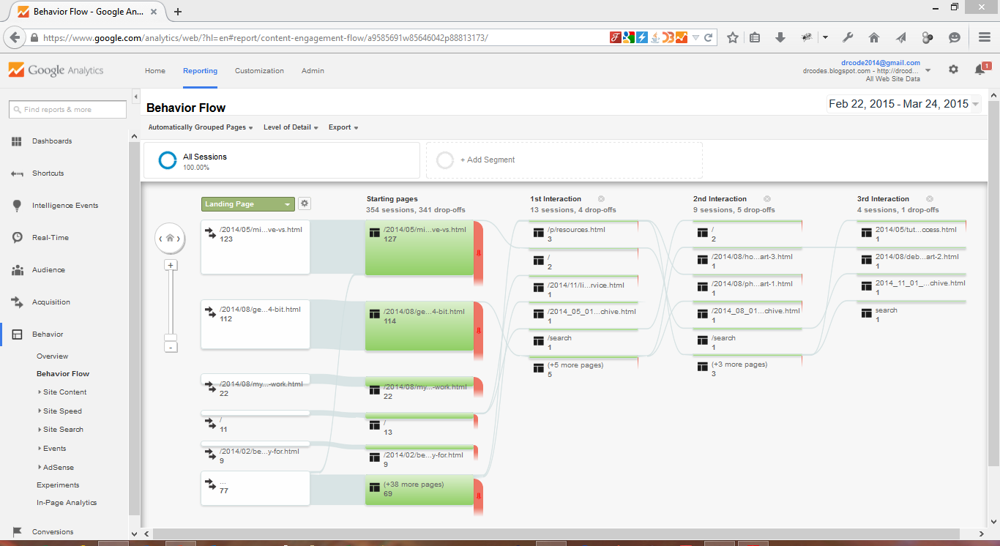 Behavior Flow - Google An...
https://www.google.com/analytics/web/?hl=en#report/content-engagement-flow/a9585691w85646042p88813173/
Google Analytics
Home
Reporting
Customization
Admin
drcode2014@gmail.com
drcodes.blogspot.com - http://drcod...
All Web Site Data
1
Find reports & more
Dashboards
Shortcuts
Intelligence Events
Real-Time
Audience
Acquisition
Behavior
Overview
Behavior Flow
Site Content
Site Speed
Site Search
Events
AdSense
Experiments
In-Page Analytics
Conversions
Behavior Flow
Feb 22, 2015 - Mar 24, 2015
Automatically Grouped Pages
Level of Detail
Export
All Sessions
100.00%
+ Add Segment
Landing Page
+
-
/2014/05/mi...ve-vs.html
123
/2014/08/ge...4-bit.html
112
/2014/08/my...-work.html
22
/
11
/2014/02/be...y-for.html
9
...
77
Starting pages
354 sessions, 341 drop-offs
/2014/05/mi...ve-vs.html
127
/2014/08/ge...4-bit.html
114
/2014/08/my...-work.html
22
/
13
/2014/02/be...y-for.html
9
(+38 more pages)
69
1st Interaction
13 sessions, 4 drop-offs
/p/resources.html
3
/
2
/2014/11/li...rvice.html
1
/2014_05_01...chive.html
1
/search
1
(+5 more pages)
5
2nd Interaction
9 sessions, 5 drop-offs
/
2
/2014/08/ho...art-3.html
1
/2014/08/ph...art-1.html
1
/2014_08_01...chive.html
1
/search
1
(+3 more pages)
3
3rd Interaction
4 sessions, 1 drop-offs
2014/05/tut...ccess.html
1
2014/08/deb...art-2.html
1
2014_11_01_...chive.html
1
search
1